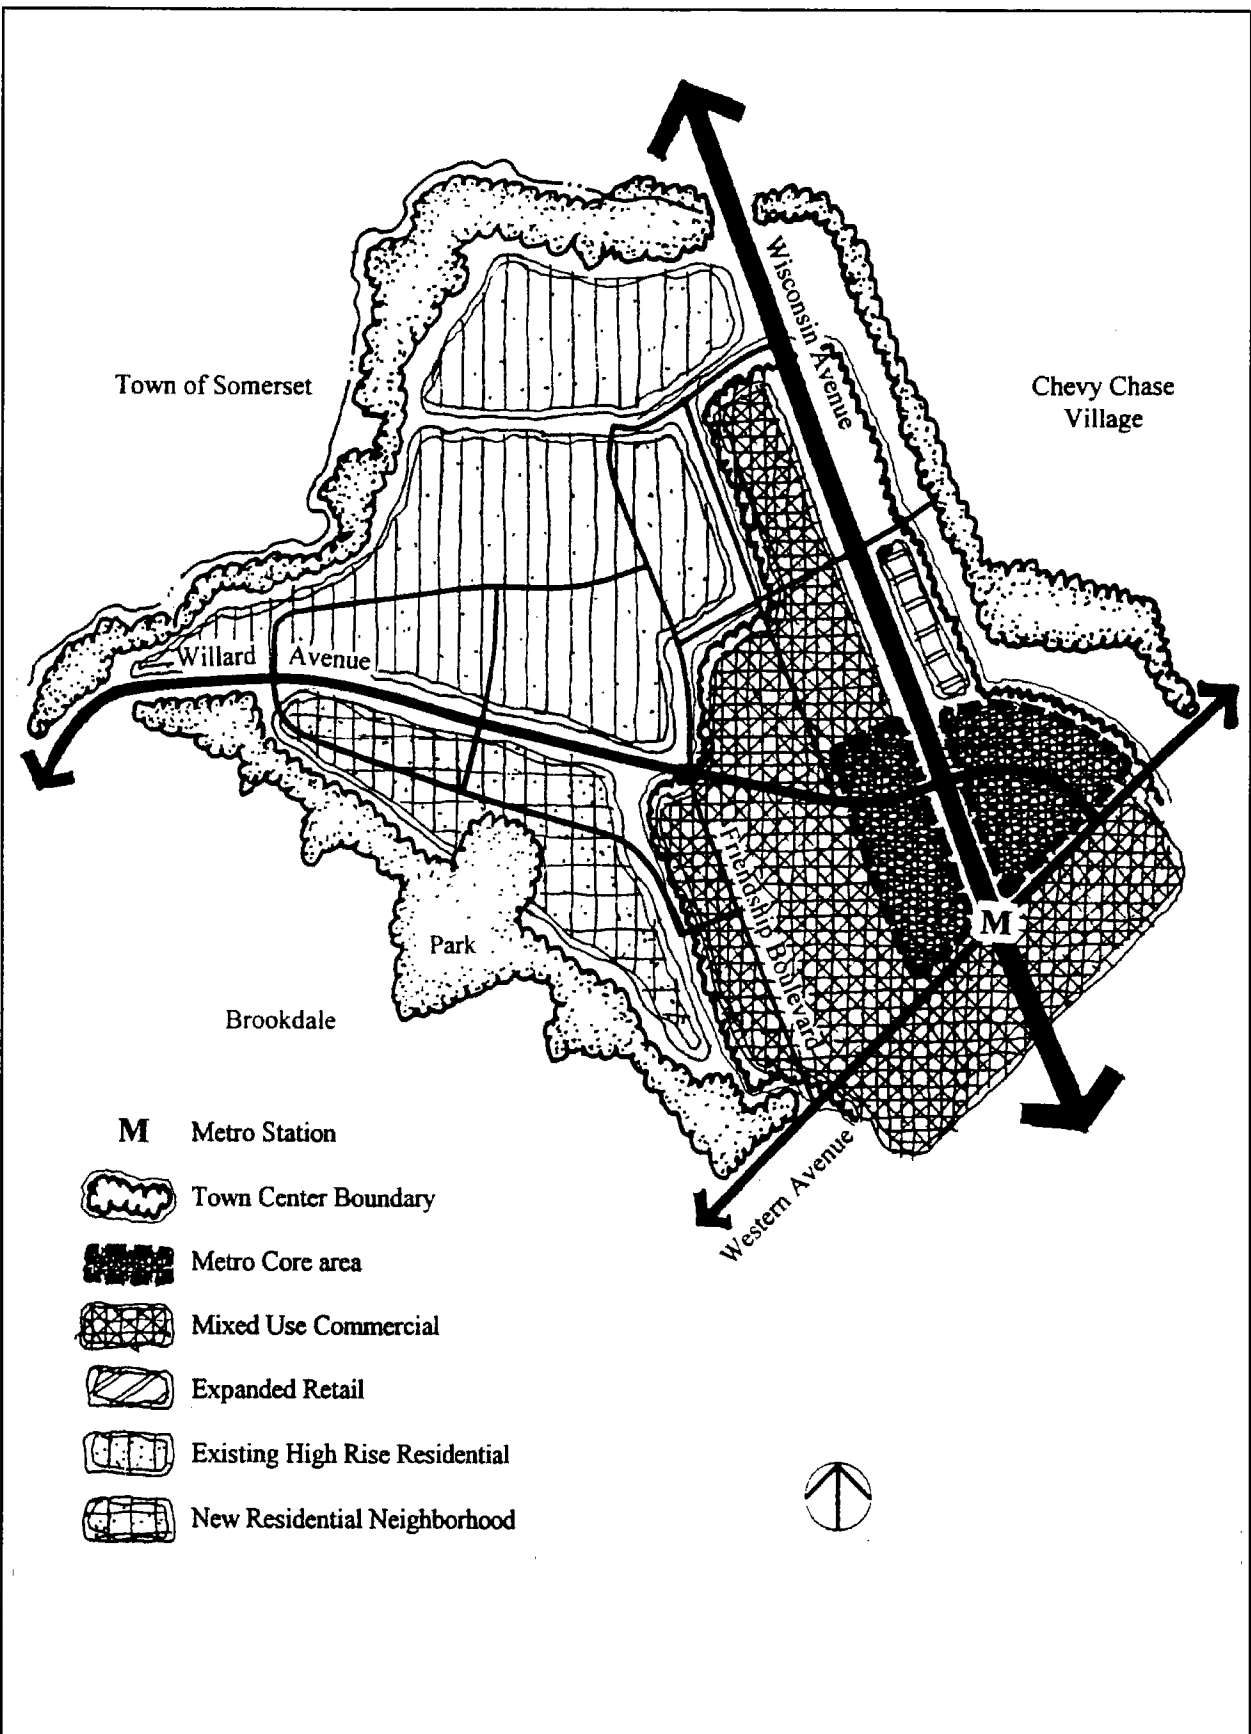 Wisconsin Avenue
Town of Somerset
Chevy Chase
Village
Willard Avenue
Friendship Boulevard
M
Park
Brookdale
Western Avenue
M Metro Station
Town Center Boundary
Metro Core area
Mixed Use Commercial
Expanded Retail
Existing High Rise Residential
New Residential Neighborhood